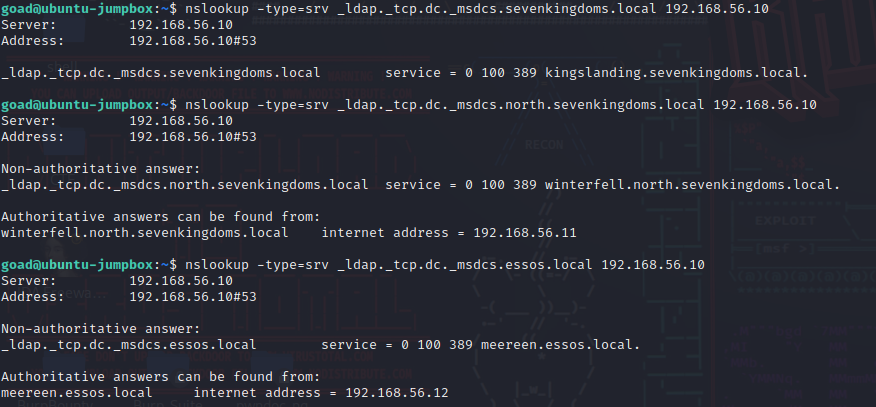 goad@ubuntu-jumpbox:~$ nslookup -type=srv _ldap._tcp.dc._msdcs.sevenkingdoms.local 192.168.56.10
Server:         192.168.56.10
Address:        192.168.56.10#53

_ldap._tcp.dc._msdcs.sevenkingdoms.local        service = 0 100 389 kingslanding.sevenkingdoms.local.

goad@ubuntu-jumpbox:~$ nslookup -type=srv _ldap._tcp.dc._msdcs.north.sevenkingdoms.local 192.168.56.10
Server:         192.168.56.10
Address:        192.168.56.10#53

Non-authoritative answer:
_ldap._tcp.dc._msdcs.north.sevenkingdoms.local  service = 0 100 389 winterfell.north.sevenkingdoms.local.

Authoritative answers can be found from:
winterfell.north.sevenkingdoms.local    internet address = 192.168.56.11

goad@ubuntu-jumpbox:~$ nslookup -type=srv _ldap._tcp.dc._msdcs.essos.local 192.168.56.10
Server:         192.168.56.10
Address:        192.168.56.10#53

Non-authoritative answer:
_ldap._tcp.dc._msdcs.essos.local        service = 0 100 389 meereen.essos.local.

Authoritative answers can be found from:
meereen.essos.local     internet address = 192.168.56.12
RECON
EXPLOIT